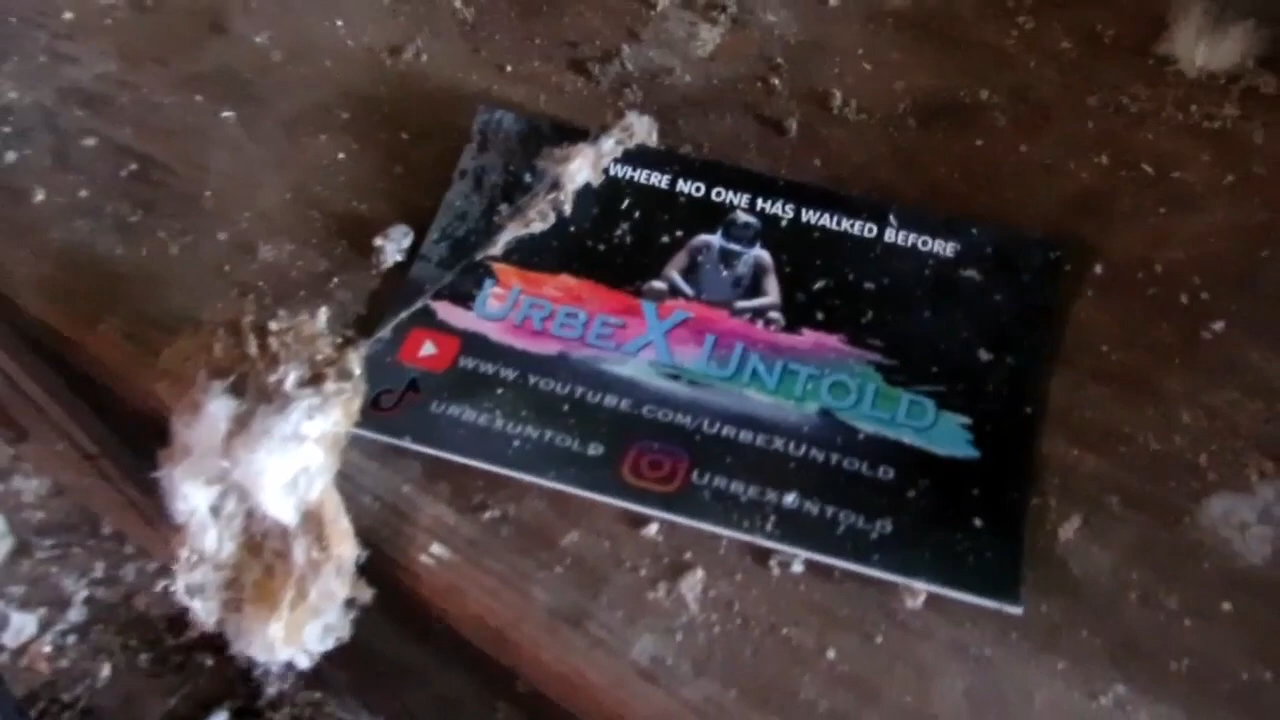 'WHERE NO ONE HAS WALKED BEFORE'
URBEX UNTOLD
WWW.YOUTUBE.COM/URBEXUNTOLD
URBEXUNTOLD
URBEXUNTOLD